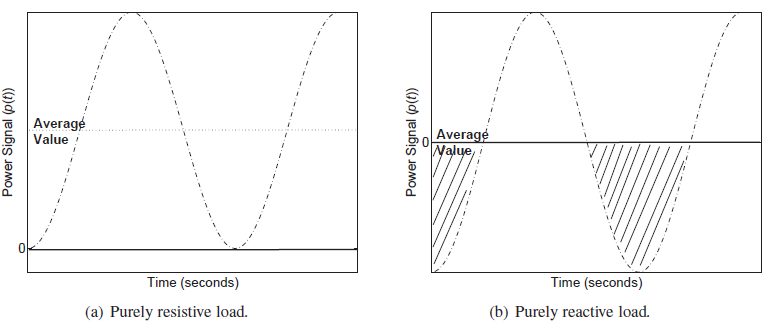 Power Signal (p(t))
Average
Value
0
Time (seconds)
(a) Purely resistive load.
Power Signal (p(t))
Average
Value
0
Time (seconds)
(b) Purely reactive load.